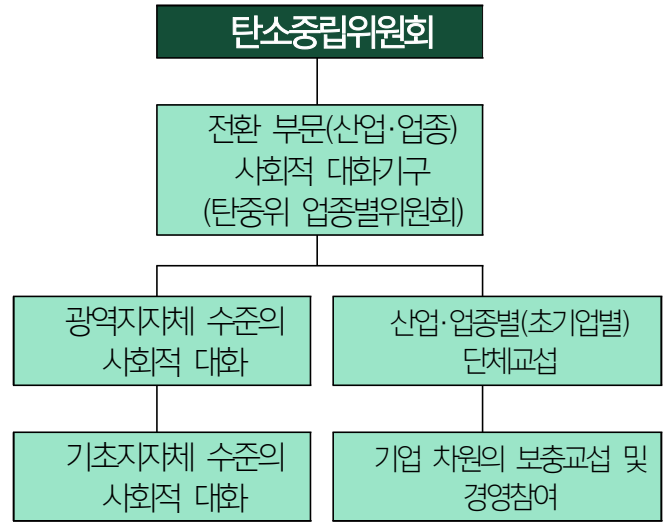 탄소중립위원회
전환 부문(산업·업종)
사회적 대화기구
(탄중위 업종별위원회)
광역지자체 수준의
사회적 대화
산업·업종별(초기업별)
단체교섭
기초지자체 수준의
사회적 대화
기업 차원의 보충교섭 및
경영참여